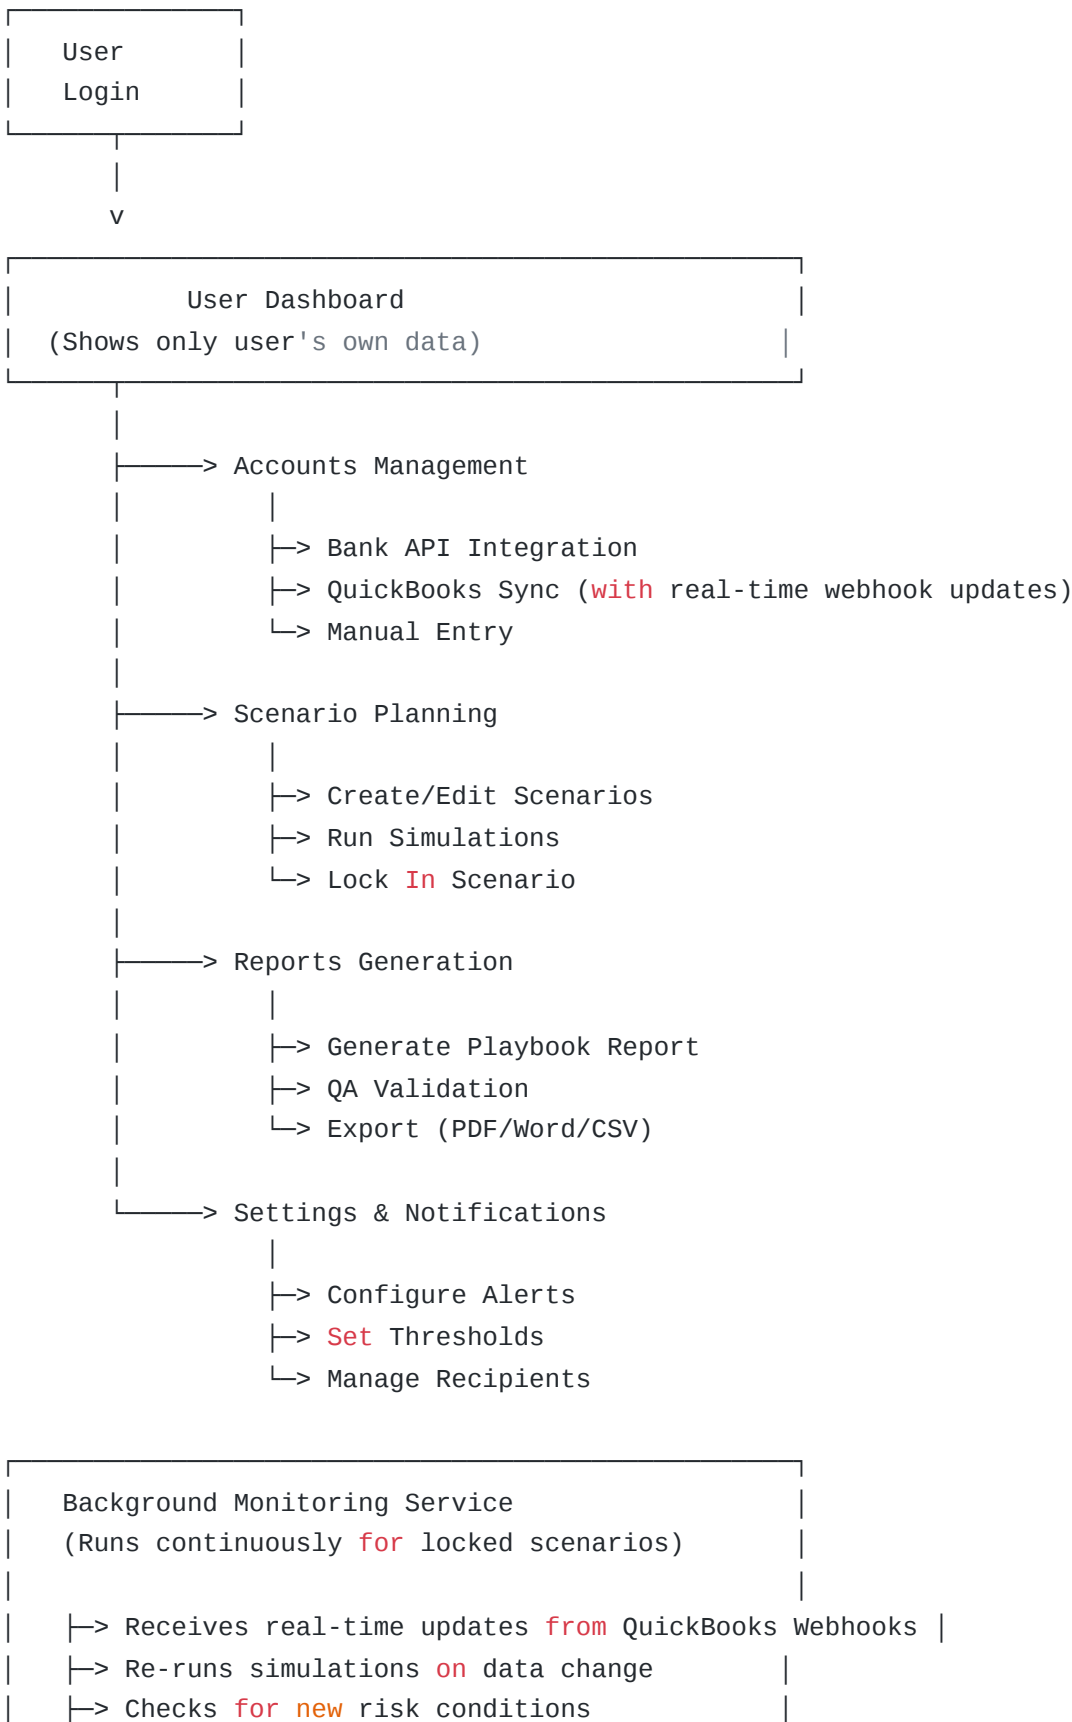 User
Login
v
User Dashboard
(Shows only user's own data)
> Accounts Management
> Bank API Integration
> QuickBooks Sync (with real-time webhook updates)
> Manual Entry
> Scenario Planning
> Create/Edit Scenarios
> Run Simulations
> Lock In Scenario
> Reports Generation
> Generate Playbook Report
> QA Validation
> Export (PDF/Word/CSV)
> Settings & Notifications
> Configure Alerts
> Set Thresholds
> Manage Recipients
Background Monitoring Service
(Runs continuously for locked scenarios)
> Receives real-time updates from QuickBooks Webhooks
> Re-runs simulations on data change
> Checks for new risk conditions